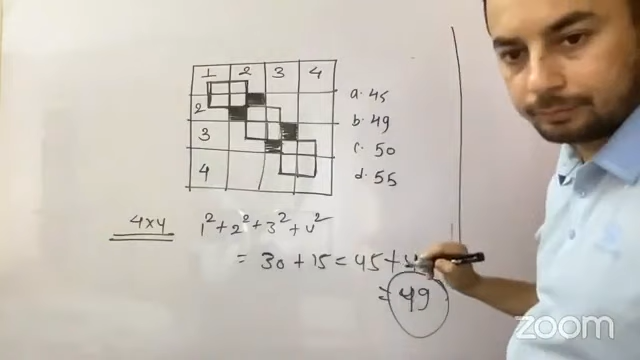 1 2 3 4
2
3
4
a. 45
b. 49
c. 50
d. 55
4x4 1² + 2² + 3² + 4²
= 30 + 15 = 45 +
= 49
zoom